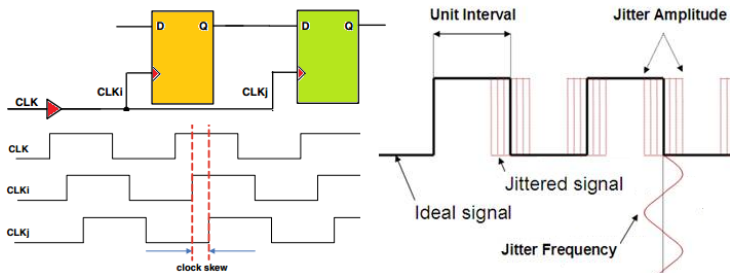 D Q
D Q
CLKi
CLKj
CLK
CLK
CLKi
CLKj
clock skew
Unit Interval
Jitter Amplitude
Jittered signal
Ideal signal
Jitter Frequency